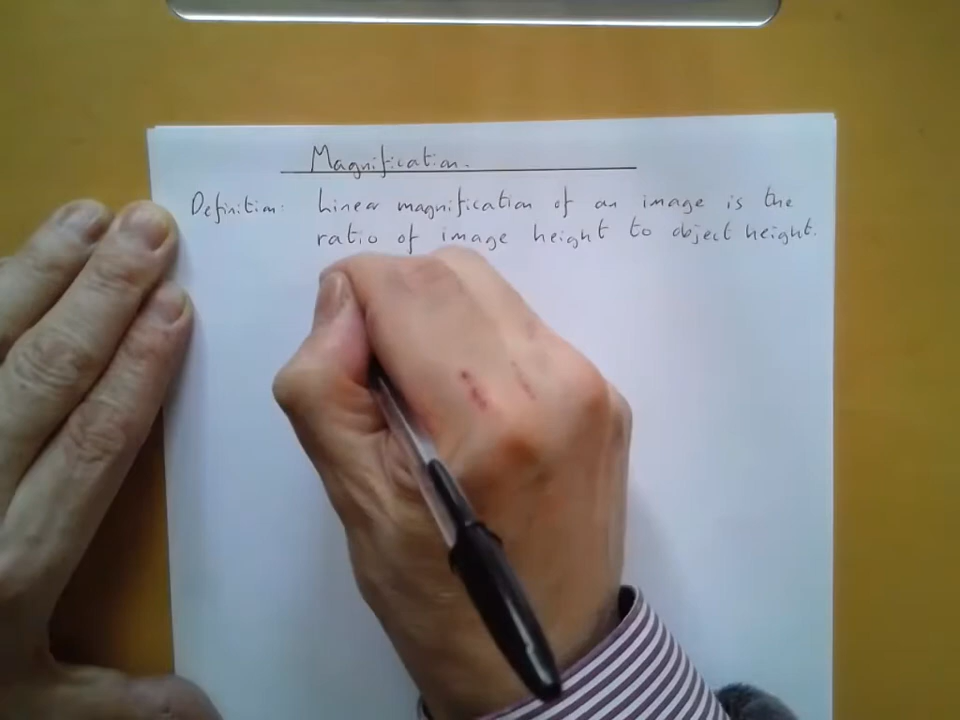 Magnification.
Definition: Linear magnification of an image is the
ratio of image height to object height.